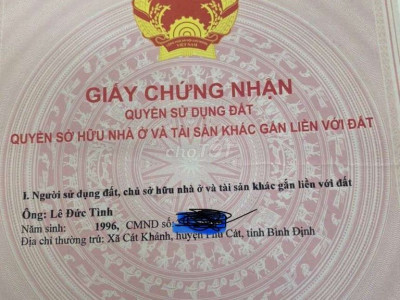 VIỆT NAM
GIẤY CHỨNG NHẬN
QUYỀN SỬ DỤNG ĐẤT
QUYỀN SỞ HỮU NHÀ Ở VÀ TÀI SẢN KHÁC GẮN LIỀN VỚI ĐẤT
I. Người sử dụng đất, chủ sở hữu nhà ở và tài sản khác gắn liền với đất
Ông: Lê Đức Tình
Năm sinh: 1996, CMND số:
Địa chỉ thường trú: Xã Cát Khánh, huyện Phù Cát, tỉnh Bình Định